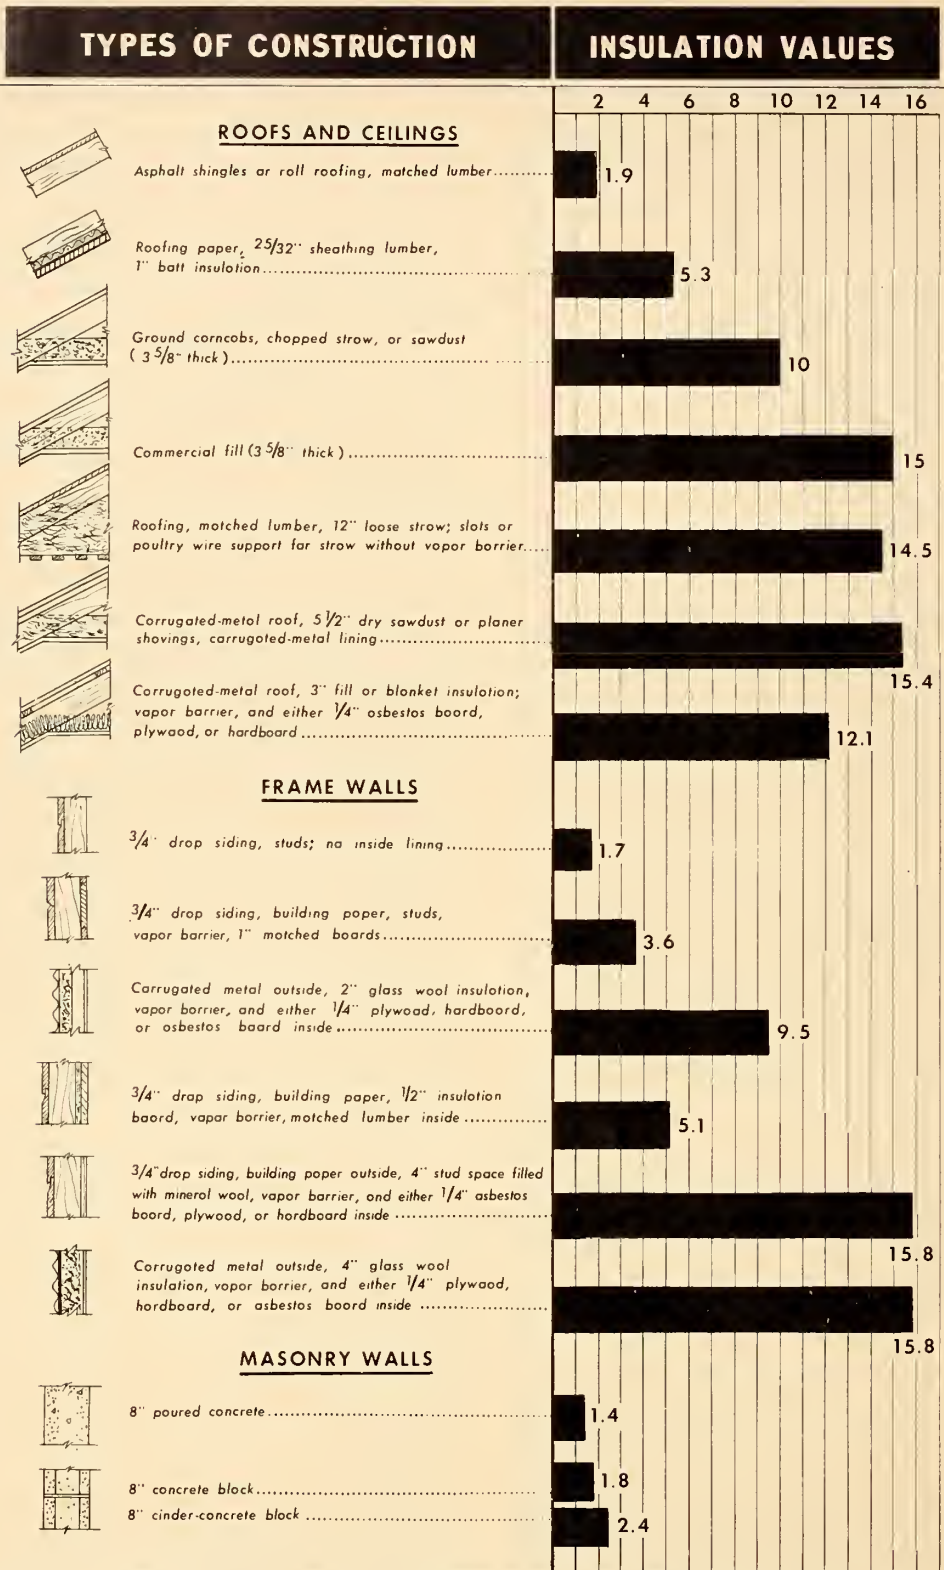 TYPES OF CONSTRUCTION
INSULATION VALUES
2 4 6 8 10 12 14 16
ROOFS AND CEILINGS
Asphalt shingles or roll roofing, matched lumber
1.9
Roofing paper, 25/32" sheathing lumber,
1" batt insulation
5.3
Ground corncobs, chopped straw, or sawdust
(3 5/8" thick)
10
Commercial fill (3 5/8" thick)
15
Roofing, matched lumber, 12" loose straw; slats or
poultry wire support for straw without vapor barrier
14.5
Corrugated-metal roof, 5 1/2" dry sawdust or planer
shavings, corrugated-metal lining
15.4
Corrugated-metal roof, 3" fill or blanket insulation;
vapor barrier, and either 1/4" asbestos board,
plywood, or hardboard
12.1
FRAME WALLS
3/4" drop siding, studs; no inside lining
1.7
3/4" drop siding, building paper, studs,
vapor barrier, 1" matched boards
3.6
Corrugated metal outside, 2" glass wool insulation,
vapor barrier, and either 1/4" plywood, hardboard,
or asbestos board inside
9.5
3/4" drop siding, building paper, 1/2" insulation
board, vapor barrier, matched lumber inside
5.1
3/4" drop siding, building paper outside, 4" stud space filled
with mineral wool, vapor barrier, and either 1/4" asbestos
board, plywood, or hardboard inside
15.8
Corrugated metal outside, 4" glass wool
insulation, vapor barrier, and either 1/4" plywood,
hardboard, or asbestos board inside
15.8
MASONRY WALLS
8" poured concrete
1.4
8" concrete block
1.8
8" cinder-concrete block
2.4